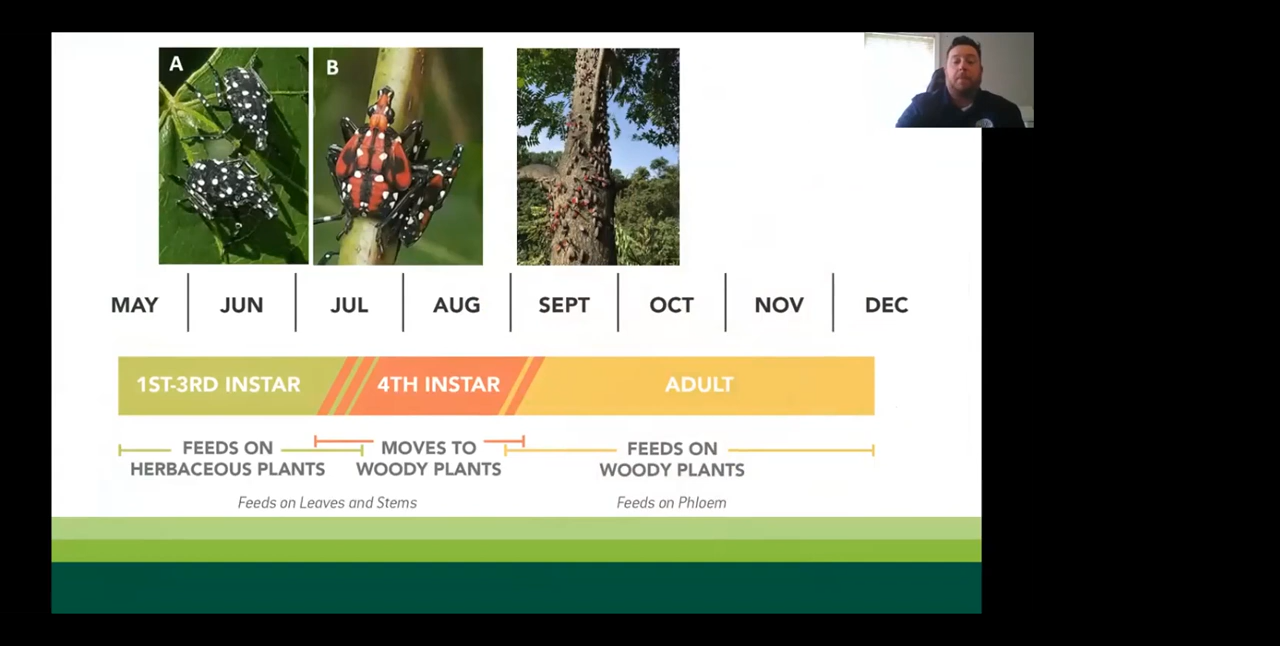 A
B
MAY JUN JUL AUG SEPT OCT NOV DEC
1ST-3RD INSTAR 4TH INSTAR ADULT
FEEDS ON
HERBACEOUS PLANTS
MOVES TO
WOODY PLANTS
FEEDS ON
WOODY PLANTS
Feeds on Leaves and Stems
Feeds on Phloem